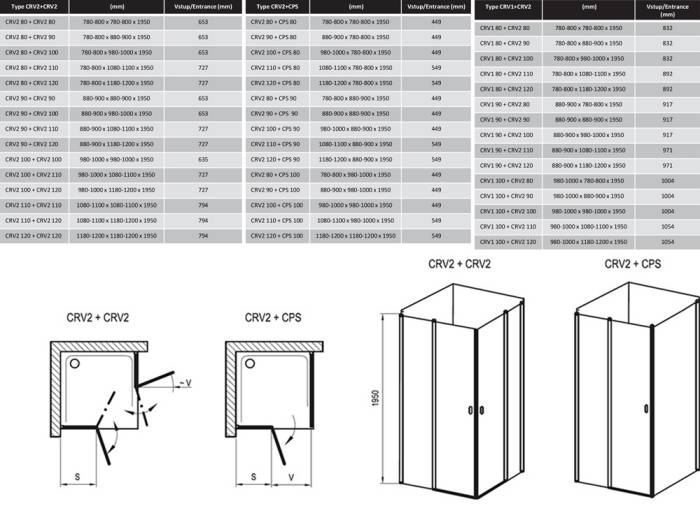 Type CRV2+CRV2 (mm) Vstup/Entrance (mm)
CRV2 80 + CRV2 80 780-800 x 780-800 x 1950 653
CRV2 80 + CRV2 90 780-800 x 880-900 x 1950 653
CRV2 80 + CRV2 100 780-800 x 980-1000 x 1950 653
CRV2 80 + CRV2 110 780-800 x 1080-1100 x 1950 727
CRV2 80 + CRV2 120 780-800 x 1180-1200 x 1950 727
CRV2 90 + CRV2 90 880-900 x 880-900 x 1950 653
CRV2 90 + CRV2 100 880-900 x 980-1000 x 1950 653
CRV2 90 + CRV2 110 880-900 x 1080-1100 x 1950 727
CRV2 90 + CRV2 120 880-900 x 1180-1200 x 1950 727
CRV2 100 + CRV2 100 980-1000 x 980-1000 x 1950 635
CRV2 100 + CRV2 110 980-1000 x 1080-1100 x 1950 727
CRV2 100 + CRV2 120 980-1000 x 1180-1200 x 1950 727
CRV2 110 + CRV2 110 1080-1100 x 1080-1100 x 1950 794
CRV2 110 + CRV2 120 1080-1100 x 1180-1200 x 1950 794
CRV2 120 + CRV2 120 1180-1200 x 1180-1200 x 1950 794
Type CRV2+CPS (mm) Vstup/Entrance (mm)
CRV2 80 + CPS 80 780-800 x 780-800 x 1950 449
CRV2 90 + CPS 80 880-900 x 780-800 x 1950 449
CRV2 100 + CPS 80 980-1000 x 780-800 x 1950 449
CRV2 110 + CPS 80 1080-1100 x 780-800 x 1950 549
CRV2 120 + CPS 80 1180-1200 x 780-800 x 1950 549
CRV2 80 + CPS 90 780-800 x 880-900 x 1950 449
CRV2 90 + CPS 90 880-900 x 880-900 x 1950 449
CRV2 100 + CPS 90 980-1000 x 880-900 x 1950 449
CRV2 110 + CPS 90 1080-1100 x 880-900 x 1950 549
CRV2 120 + CPS 90 1180-1200 x 880-900 x 1950 549
CRV2 80 + CPS 100 780-800 x 980-1000 x 1950 449
CRV2 90 + CPS 100 880-900 x 980-1000 x 1950 449
CRV2 100 + CPS 100 980-1000 x 980-1000 x 1950 449
CRV2 110 + CPS 100 1080-1100 x 980-1000 x 1950 549
CRV2 120 + CPS 100 1180-1200 x 1180-1200 x 1950 549
Type CRV1+CRV2 (mm) Vstup/Entrance
(mm)
CRV1 80 + CRV2 80 780-800 x 780-800 x 1950 832
CRV1 80 + CRV2 90 780-800 x 880-900 x 1950 832
CRV1 80 + CRV2 100 780-800 x 980-1000 x 1950 832
CRV1 80 + CRV2 110 780-800 x 1080-1100 x 1950 892
CRV1 80 + CRV2 120 780-800 x 1180-1200 x 1950 892
CRV1 90 + CRV2 80 880-900 x 780-800 x 1950 917
CRV1 90 + CRV2 90 880-900 x 880-900 x 1950 917
CRV1 90 + CRV2 100 880-900 x 980-1000 x 1950 917
CRV1 90 + CRV2 110 880-900 x 1080-1100 x 1950 971
CRV1 90 + CRV2 120 880-900 x 1180-1200 x 1950 971
CRV1 100 + CRV2 80 980-1000 x 780-800 x 1950 1004
CRV1 100 + CRV2 90 980-1000 x 880-900 x 1950 1004
CRV1 100 + CRV2 100 980-1000 x 980-1000 x 1950 1004
CRV1 100 + CRV2 110 980-1000 x 1080-1100 x 1950 1054
CRV1 100 + CRV2 120 980-1000 x 1180-1200 x 1950 1054
CRV2 + CRV2
CRV2 + CPS
CRV2 + CRV2
CRV2 + CPS
~ V
1950
S
S V